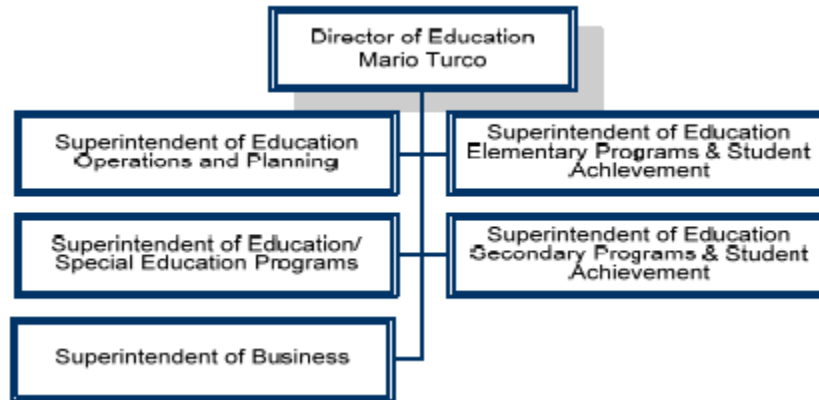 Director of Education
Mario Turco
Superintendent of Education
Operations and Planning
Superintendent of Education
Elementary Programs & Student
Achievement
Superintendent of Education/
Special Education Programs
Superintendent of Education
Secondary Programs & Student
Achievement
Superintendent of Business